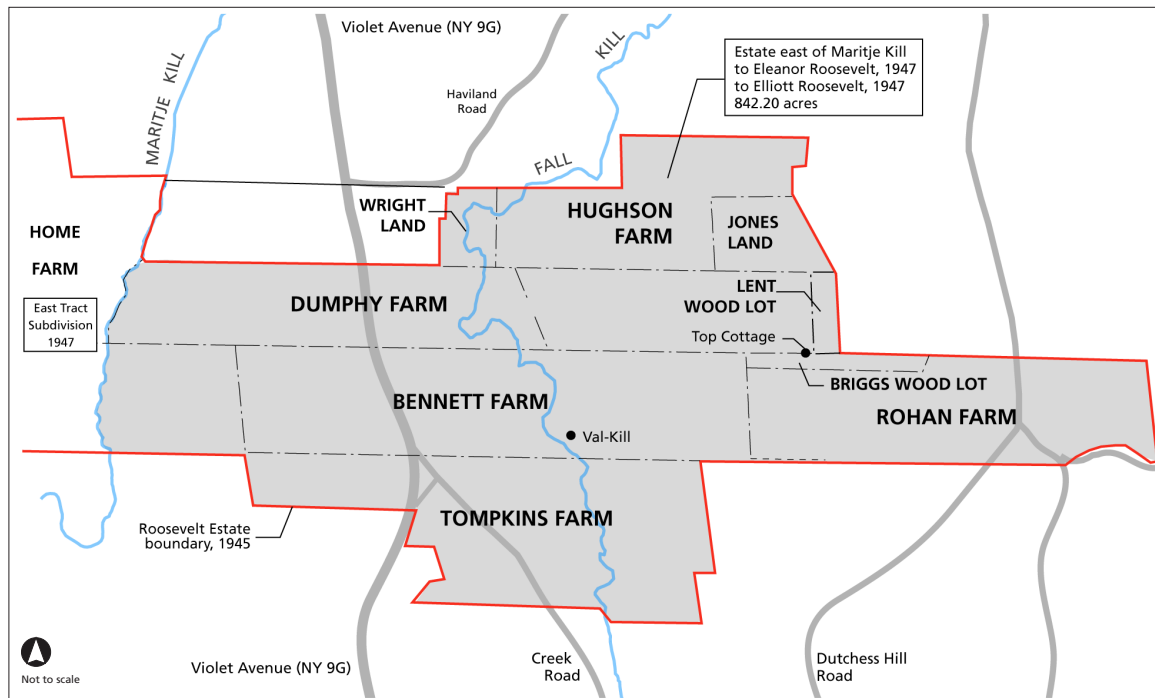 Violet Avenue (NY 9G)
KILL
MARITJE KILL
Estate east of Maritje Kill
to Eleanor Roosevelt, 1947
to Elliott Roosevelt, 1947
842.20 acres
Haviland
Road
FALL
WRIGHT
LAND
HUGHSON
FARM
JONES
LAND
HOME
FARM
LENT
WOOD LOT
DUMPHY FARM
East Tract
Subdivision
1947
Top Cottage
BRIGGS WOOD LOT
BENNETT FARM
ROHAN FARM
Val-Kill
TOMPKINS FARM
Roosevelt Estate
boundary, 1945
Not to scale
Violet Avenue (NY 9G)
Creek
Road
Dutchess Hill
Road